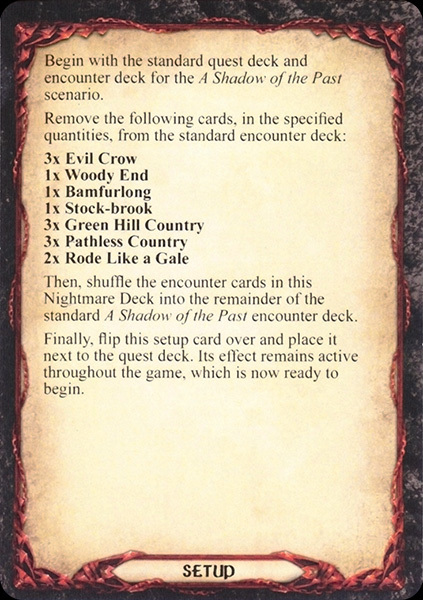 Begin with the standard quest deck and
encounter deck for the A Shadow of the Past
scenario.
Remove the following cards, in the specified
quantities, from the standard encounter deck:
3x Evil Crow
1x Woody End
1x Bamfurlong
1x Stock-brook
3x Green Hill Country
3x Pathless Country
2x Rode Like a Gale
Then, shuffle the encounter cards in this
Nightmare Deck into the remainder of the
standard A Shadow of the Past encounter deck.
Finally, flip this setup card over and place it
next to the quest deck. Its effect remains active
throughout the game, which is now ready to
begin.
SETUP